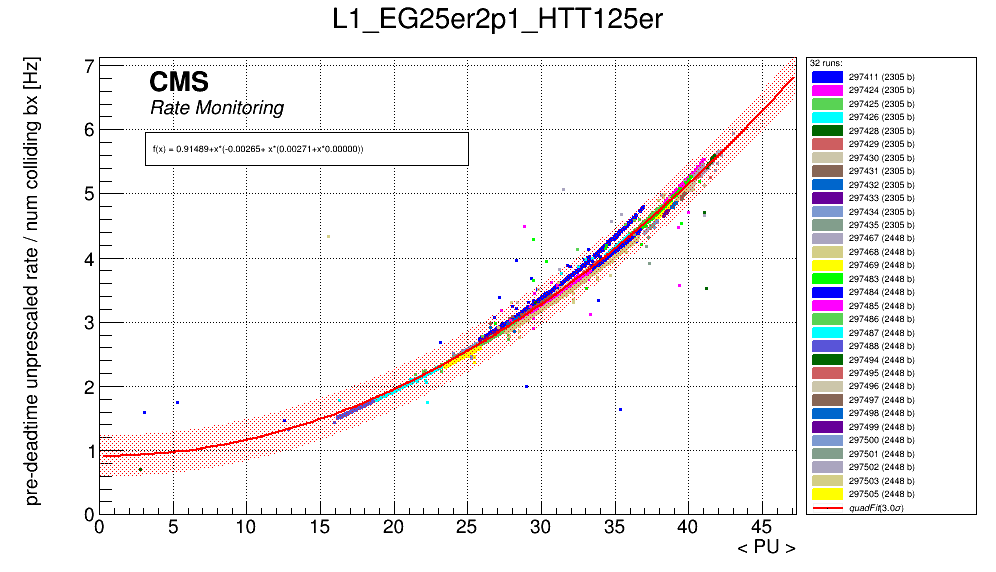 L1_EG25er2p1_HTT125er
pre-deadtime unprescaled rate / num colliding bx [Hz]
CMS
Rate Monitoring
f(x) = 0.91489+x*(-0.00265+ x*(0.00271+x*0.00000))
7
6
5
4
3
2
1
0
0 5 10 15 20 25 30 35 40 45
< PU >
32 runs:
297411 (2305 b)
297424 (2305 b)
297425 (2305 b)
297426 (2305 b)
297428 (2305 b)
297429 (2305 b)
297430 (2305 b)
297431 (2305 b)
297432 (2305 b)
297433 (2305 b)
297434 (2305 b)
297435 (2305 b)
297467 (2448 b)
297468 (2448 b)
297469 (2448 b)
297483 (2448 b)
297484 (2448 b)
297485 (2448 b)
297486 (2448 b)
297487 (2448 b)
297488 (2448 b)
297494 (2448 b)
297495 (2448 b)
297496 (2448 b)
297497 (2448 b)
297498 (2448 b)
297499 (2448 b)
297500 (2448 b)
297501 (2448 b)
297502 (2448 b)
297503 (2448 b)
297505 (2448 b)
quadFit(3.0σ)